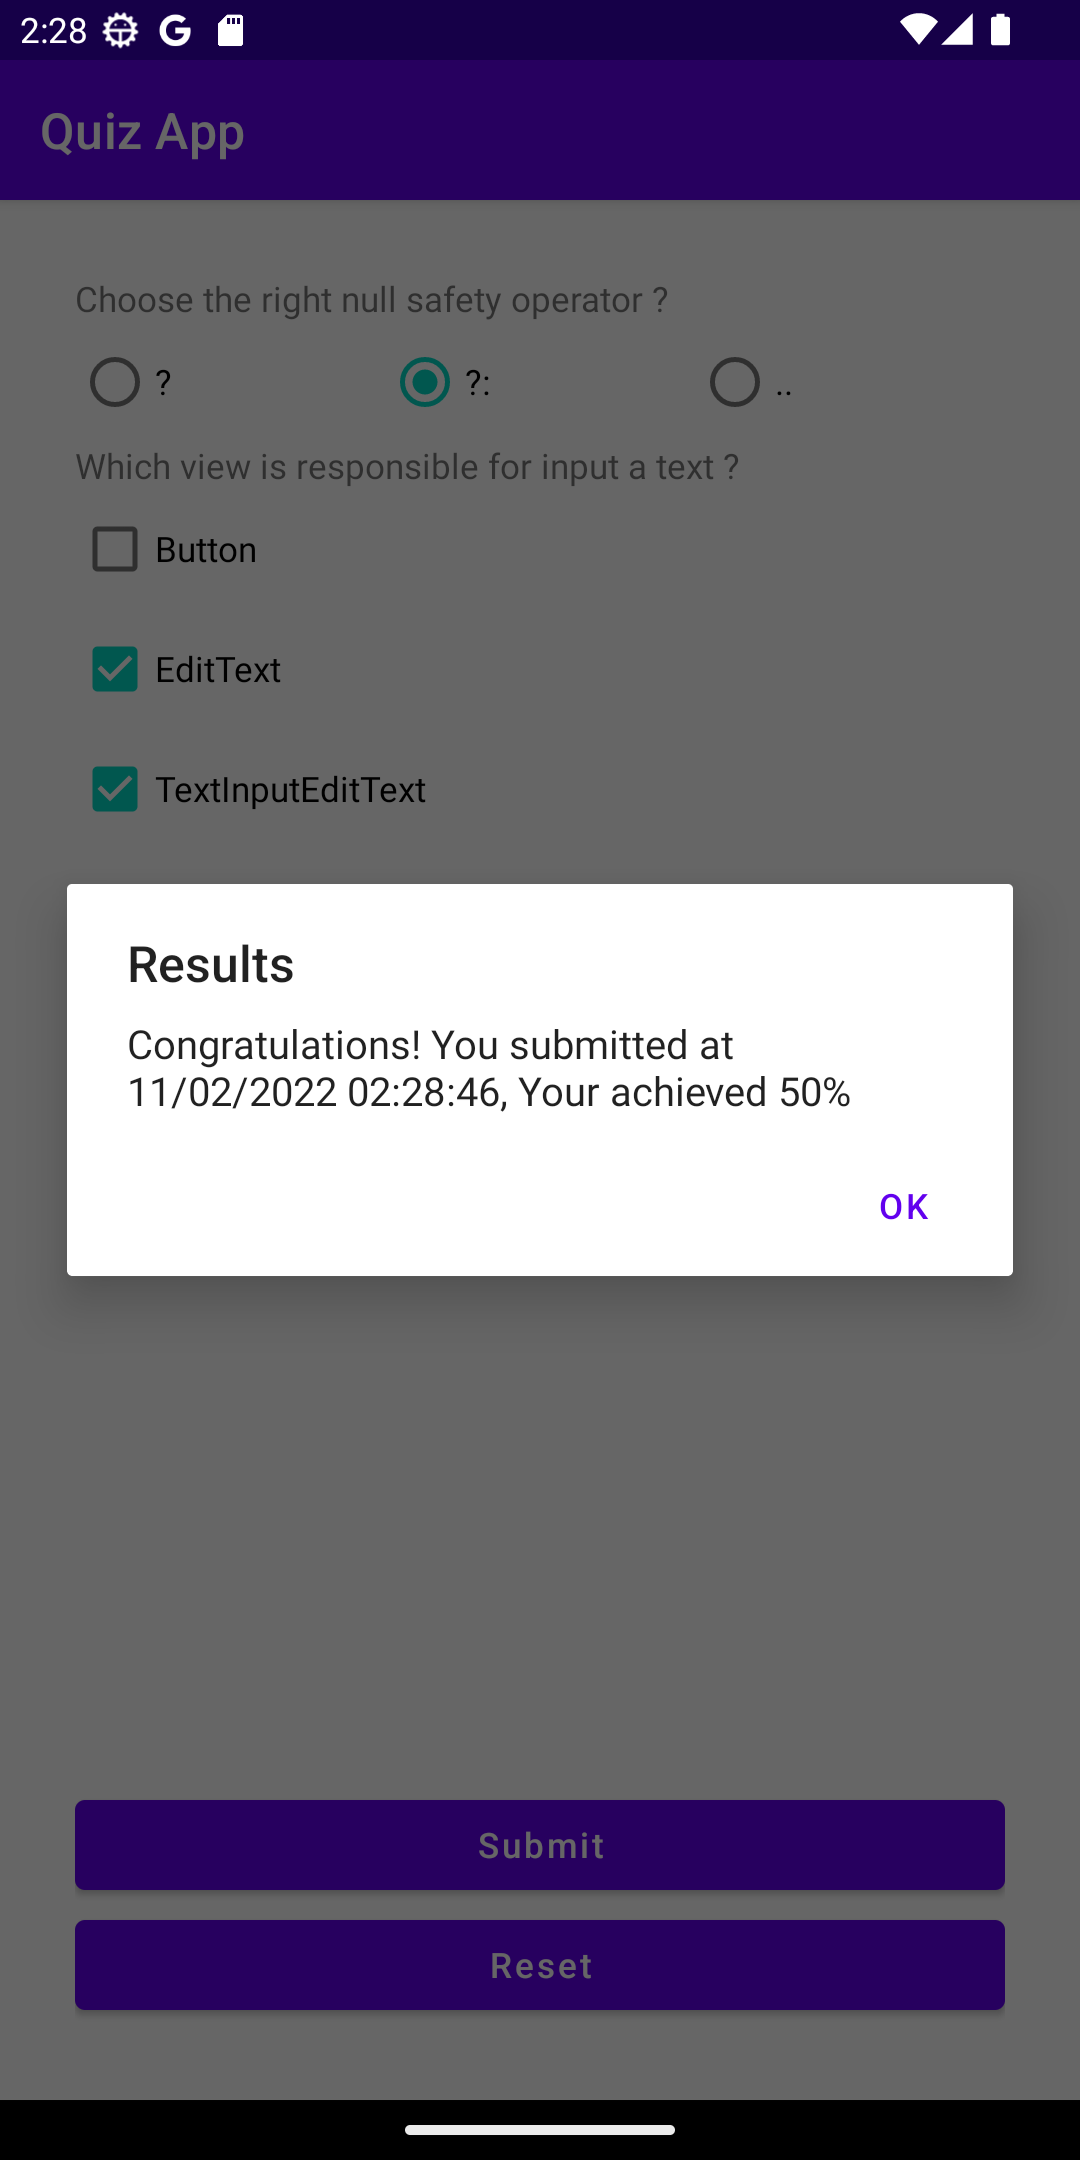 2:28
Quiz App
Choose the right null safety operator ?
? ?: ..
Which view is responsible for input a text ?
Button
EditText
TextInputEditText
Results
Congratulations! You submitted at
11/02/2022 02:28:46, Your achieved 50%
OK
Submit
Reset